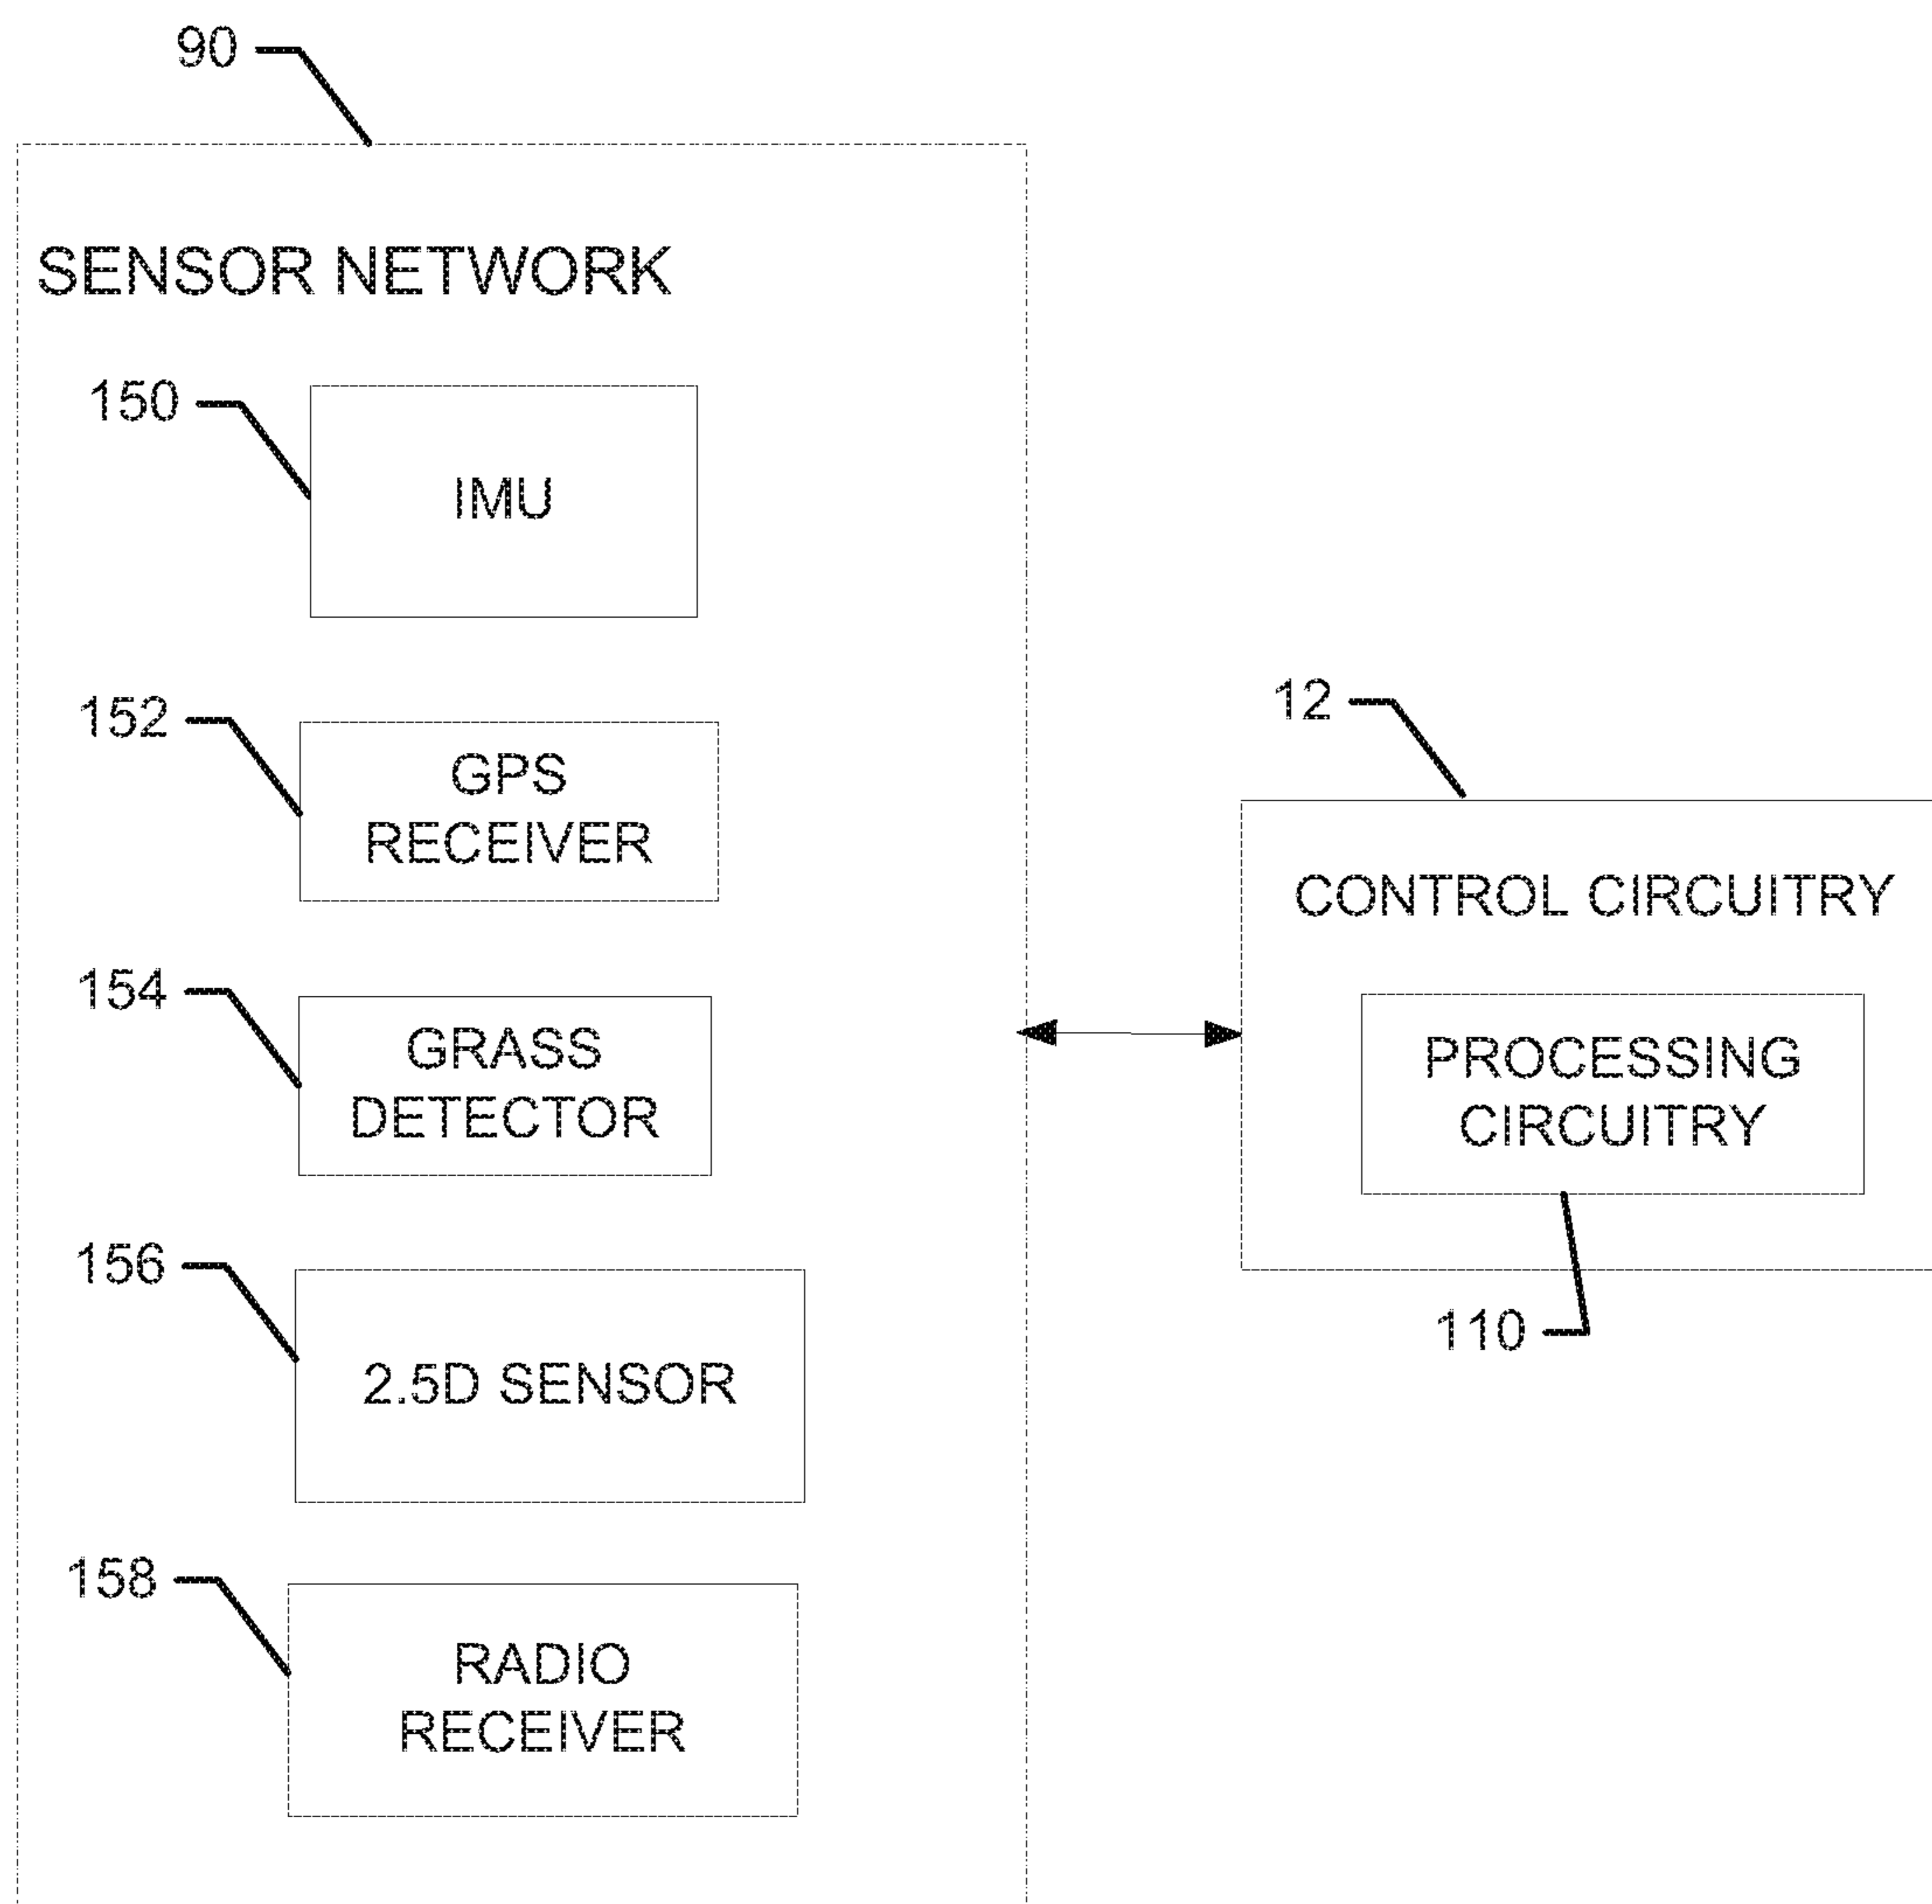 90
SENSOR NETWORK
150
IMU
152
GPS
RECEIVER
154
GRASS
DETECTOR
156
2.5D SENSOR
158
RADIO
RECEIVER
12
CONTROL CIRCUITRY
PROCESSING
CIRCUITRY
110